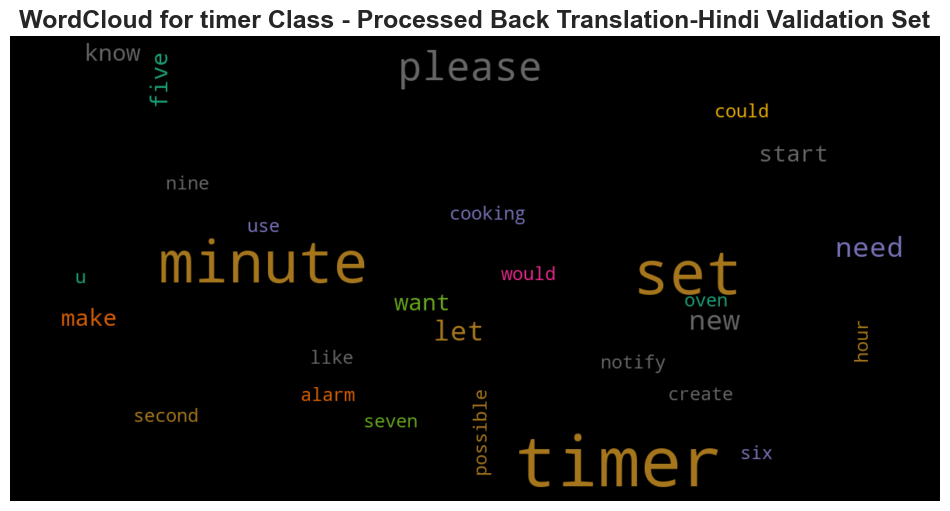 WordCloud for timer Class - Processed Back Translation-Hindi Validation Set
know
five
please
could
start
nine
cooking
use
minute
set
need
u
would
oven
want
make
let
new
hour
like
notify
alarm
create
second
seven
possible
timer
six